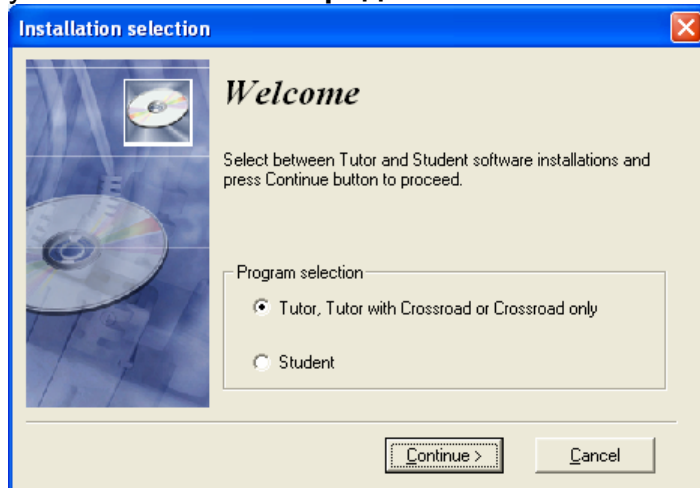 Installation selection
Welcome
Select between Tutor and Student software installations and
press Continue button to proceed.
Program selection
Tutor, Tutor with Crossroad or Crossroad only
Student
Continue >
Cancel